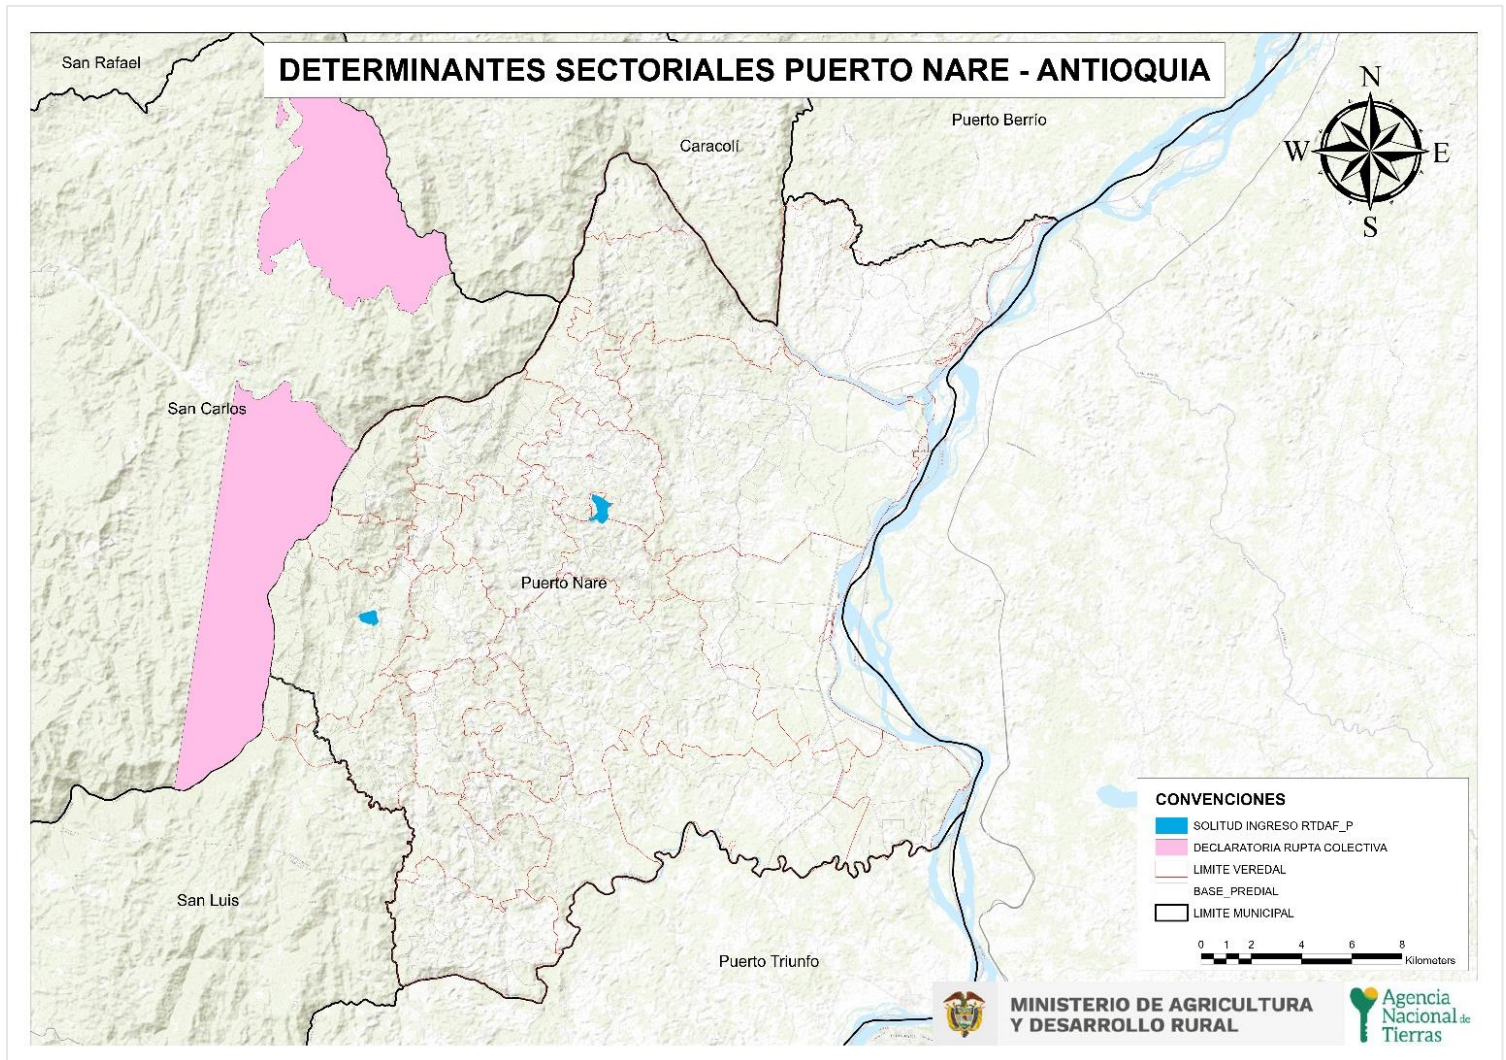 DETERMINANTES SECTORIALES PUERTO NARE - ANTIOQUIA
San Rafael
Caracolí
Puerto Berrío
N
W
E
S
San Carlos
Puerto Nare
San Luis
Puerto Triunfo
CONVENCIONES
SOLITUD INGRESO RTDAF_P
DECLARATORIA RUPTA COLECTIVA
LIMITE VEREDAL
BASE_PREDIAL
LIMITE MUNICIPAL
0 1 2 4 6 8
Kilometers
MINISTERIO DE AGRICULTURA
Y DESARROLLO RURAL
Agencia
Nacional de
Tierras